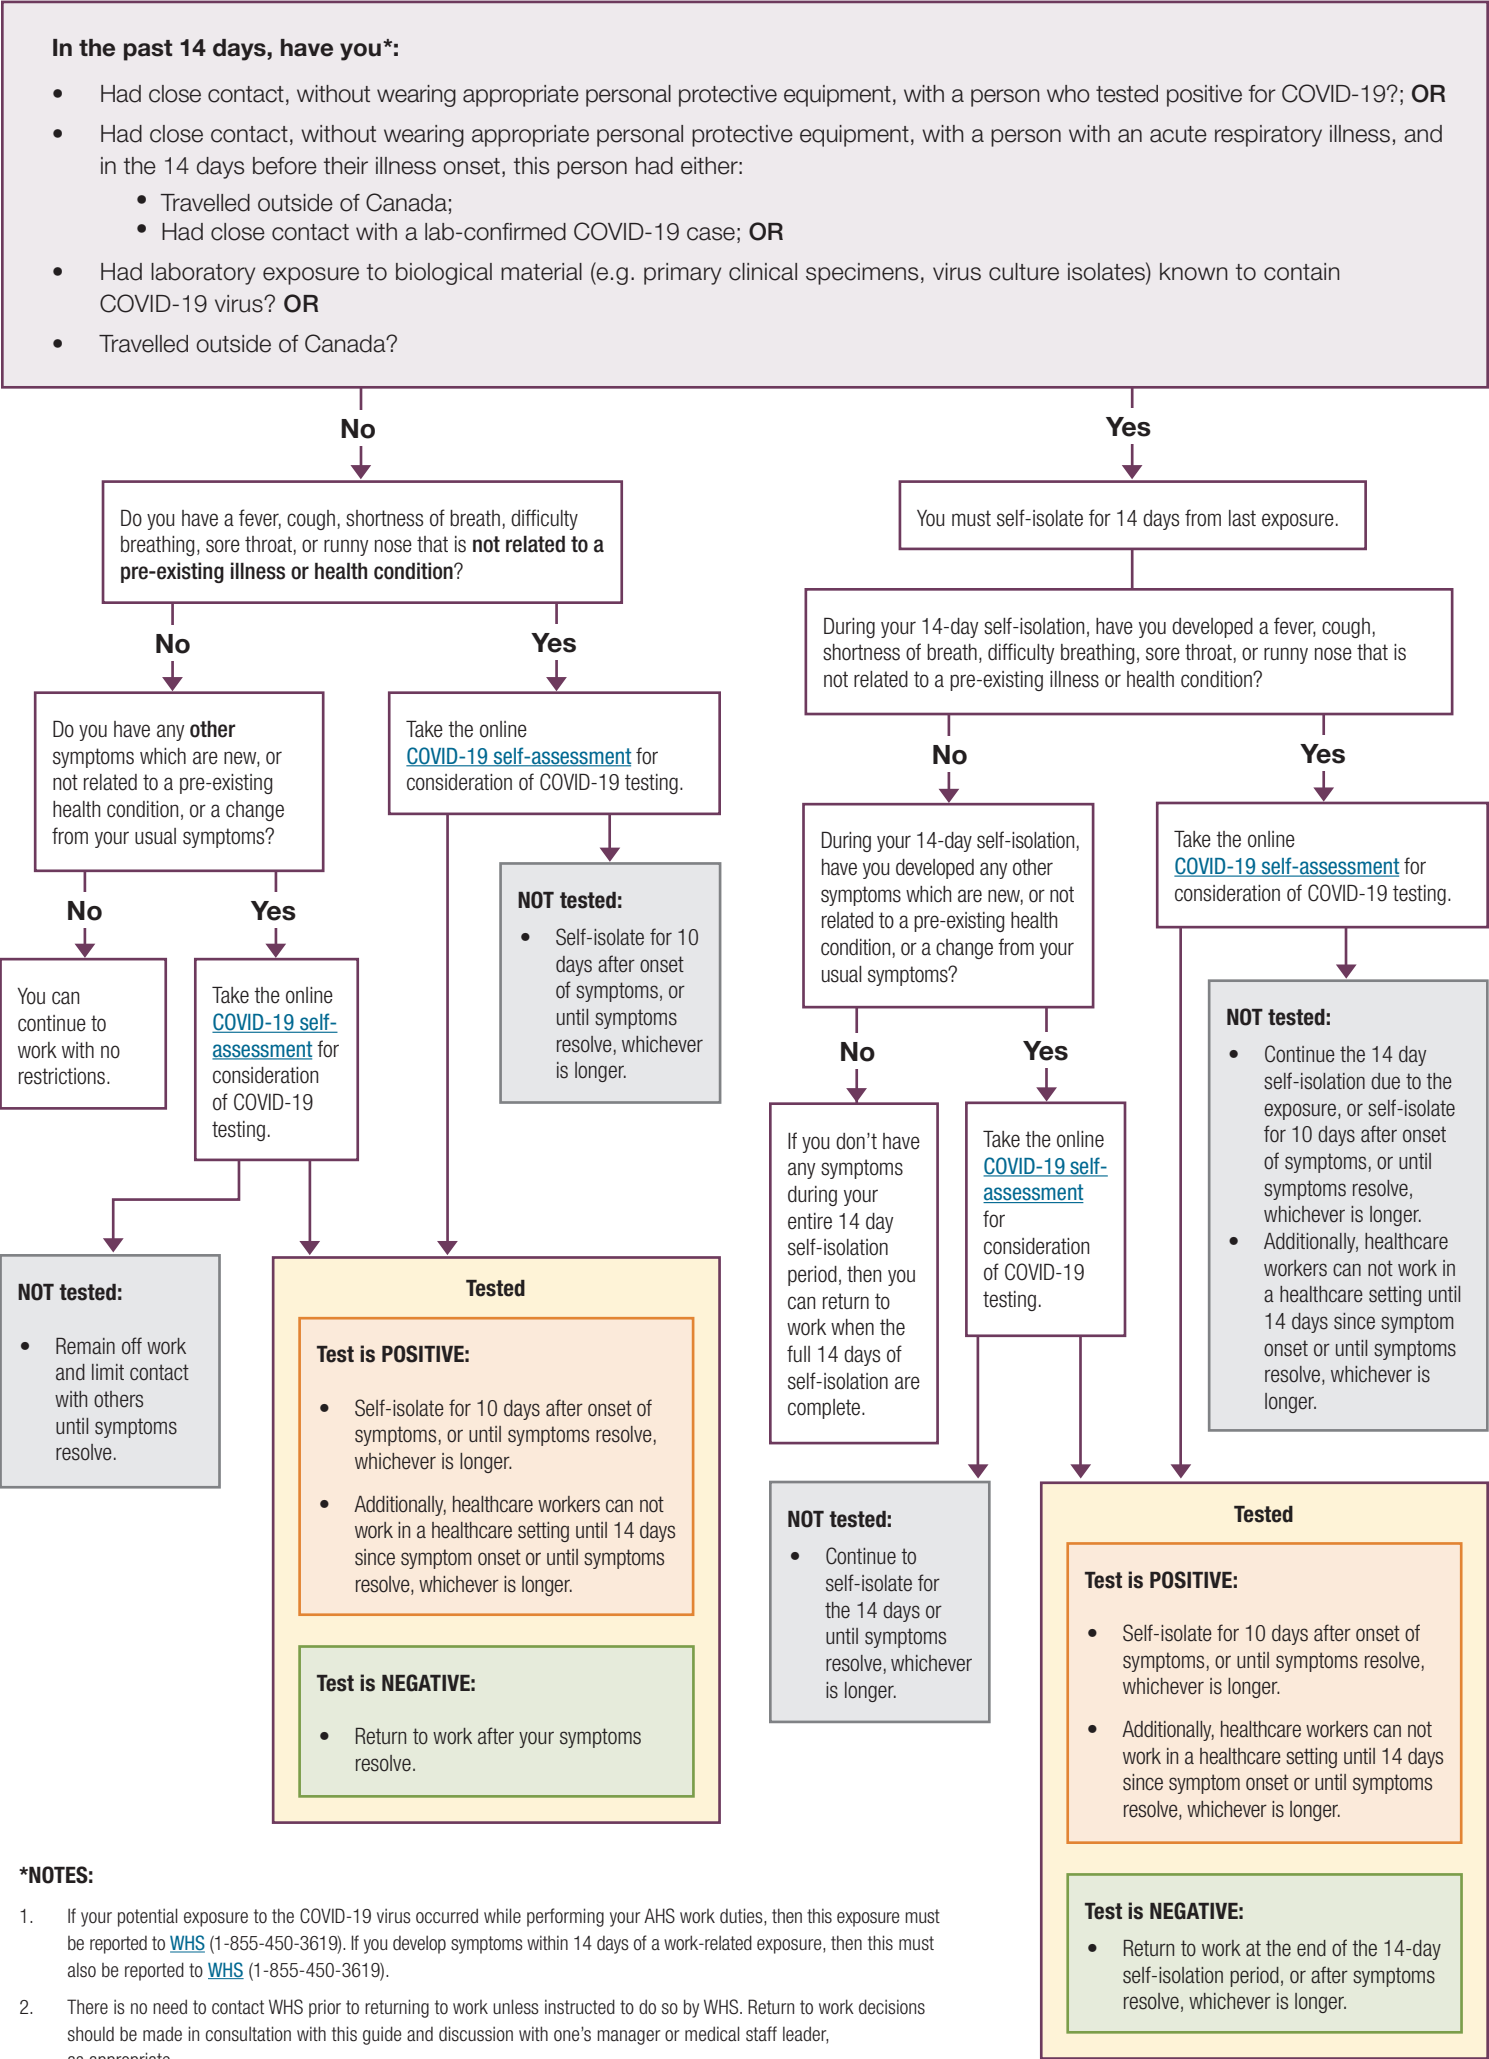 In the past 14 days, have you*:
• Had close contact, without wearing appropriate personal protective equipment, with a person who tested positive for COVID-19?; OR
• Had close contact, without wearing appropriate personal protective equipment, with a person with an acute respiratory illness, and
in the 14 days before their illness onset, this person had either:
• Travelled outside of Canada;
• Had close contact with a lab-confirmed COVID-19 case; OR
• Had laboratory exposure to biological material (e.g. primary clinical specimens, virus culture isolates) known to contain
COVID-19 virus? OR
• Travelled outside of Canada?
No
Do you have a fever, cough, shortness of breath, difficulty
breathing, sore throat, or runny nose that is not related to a
pre-existing illness or health condition?
No
Do you have any other
symptoms which are new, or
not related to a pre-existing
health condition, or a change
from your usual symptoms?
No
You can
continue to
work with no
restrictions.
Yes
Take the online
COVID-19 self-
assessment for
consideration
of COVID-19
testing.
NOT tested:
• Remain off work
and limit contact
with others
until symptoms
resolve.
Yes
Take the online
COVID-19 self-assessment for
consideration of COVID-19 testing.
NOT tested:
• Self-isolate for 10
days after onset
of symptoms, or
until symptoms
resolve, whichever
is longer.
Tested
Test is POSITIVE:
• Self-isolate for 10 days after onset of
symptoms, or until symptoms resolve,
whichever is longer.
• Additionally, healthcare workers can not
work in a healthcare setting until 14 days
since symptom onset or until symptoms
resolve, whichever is longer.
Test is NEGATIVE:
• Return to work after your symptoms
resolve.
Yes
You must self-isolate for 14 days from last exposure.
During your 14-day self-isolation, have you developed a fever, cough,
shortness of breath, difficulty breathing, sore throat, or runny nose that is
not related to a pre-existing illness or health condition?
No
During your 14-day self-isolation,
have you developed any other
symptoms which are new, or not
related to a pre-existing health
condition, or a change from your
usual symptoms?
No
If you don't have
any symptoms
during your
entire 14 day
self-isolation
period, then you
can return to
work when the
full 14 days of
self-isolation are
complete.
Yes
Take the online
COVID-19 self-
assessment
for
consideration
of COVID-19
testing.
NOT tested:
• Continue to
self-isolate for
the 14 days or
until symptoms
resolve, whichever
is longer.
Yes
Take the online
COVID-19 self-assessment for
consideration of COVID-19 testing.
NOT tested:
• Continue the 14 day
self-isolation due to the
exposure, or self-isolate
for 10 days after onset
of symptoms, or until
symptoms resolve,
whichever is longer.
• Additionally, healthcare
workers can not work in
a healthcare setting until
14 days since symptom
onset or until symptoms
resolve, whichever is
longer.
Tested
Test is POSITIVE:
• Self-isolate for 10 days after onset of
symptoms, or until symptoms resolve,
whichever is longer.
• Additionally, healthcare workers can not
work in a healthcare setting until 14 days
since symptom onset or until symptoms
resolve, whichever is longer.
Test is NEGATIVE:
• Return to work at the end of the 14-day
self-isolation period, or after symptoms
resolve, whichever is longer.
*NOTES:
1. If your potential exposure to the COVID-19 virus occurred while performing your AHS work duties, then this exposure must
be reported to WHS (1-855-450-3619). If you develop symptoms within 14 days of a work-related exposure, then this must
also be reported to WHS (1-855-450-3619).
2. There is no need to contact WHS prior to returning to work unless instructed to do so by WHS. Return to work decisions
should be made in consultation with this guide and discussion with one's manager or medical staff leader,